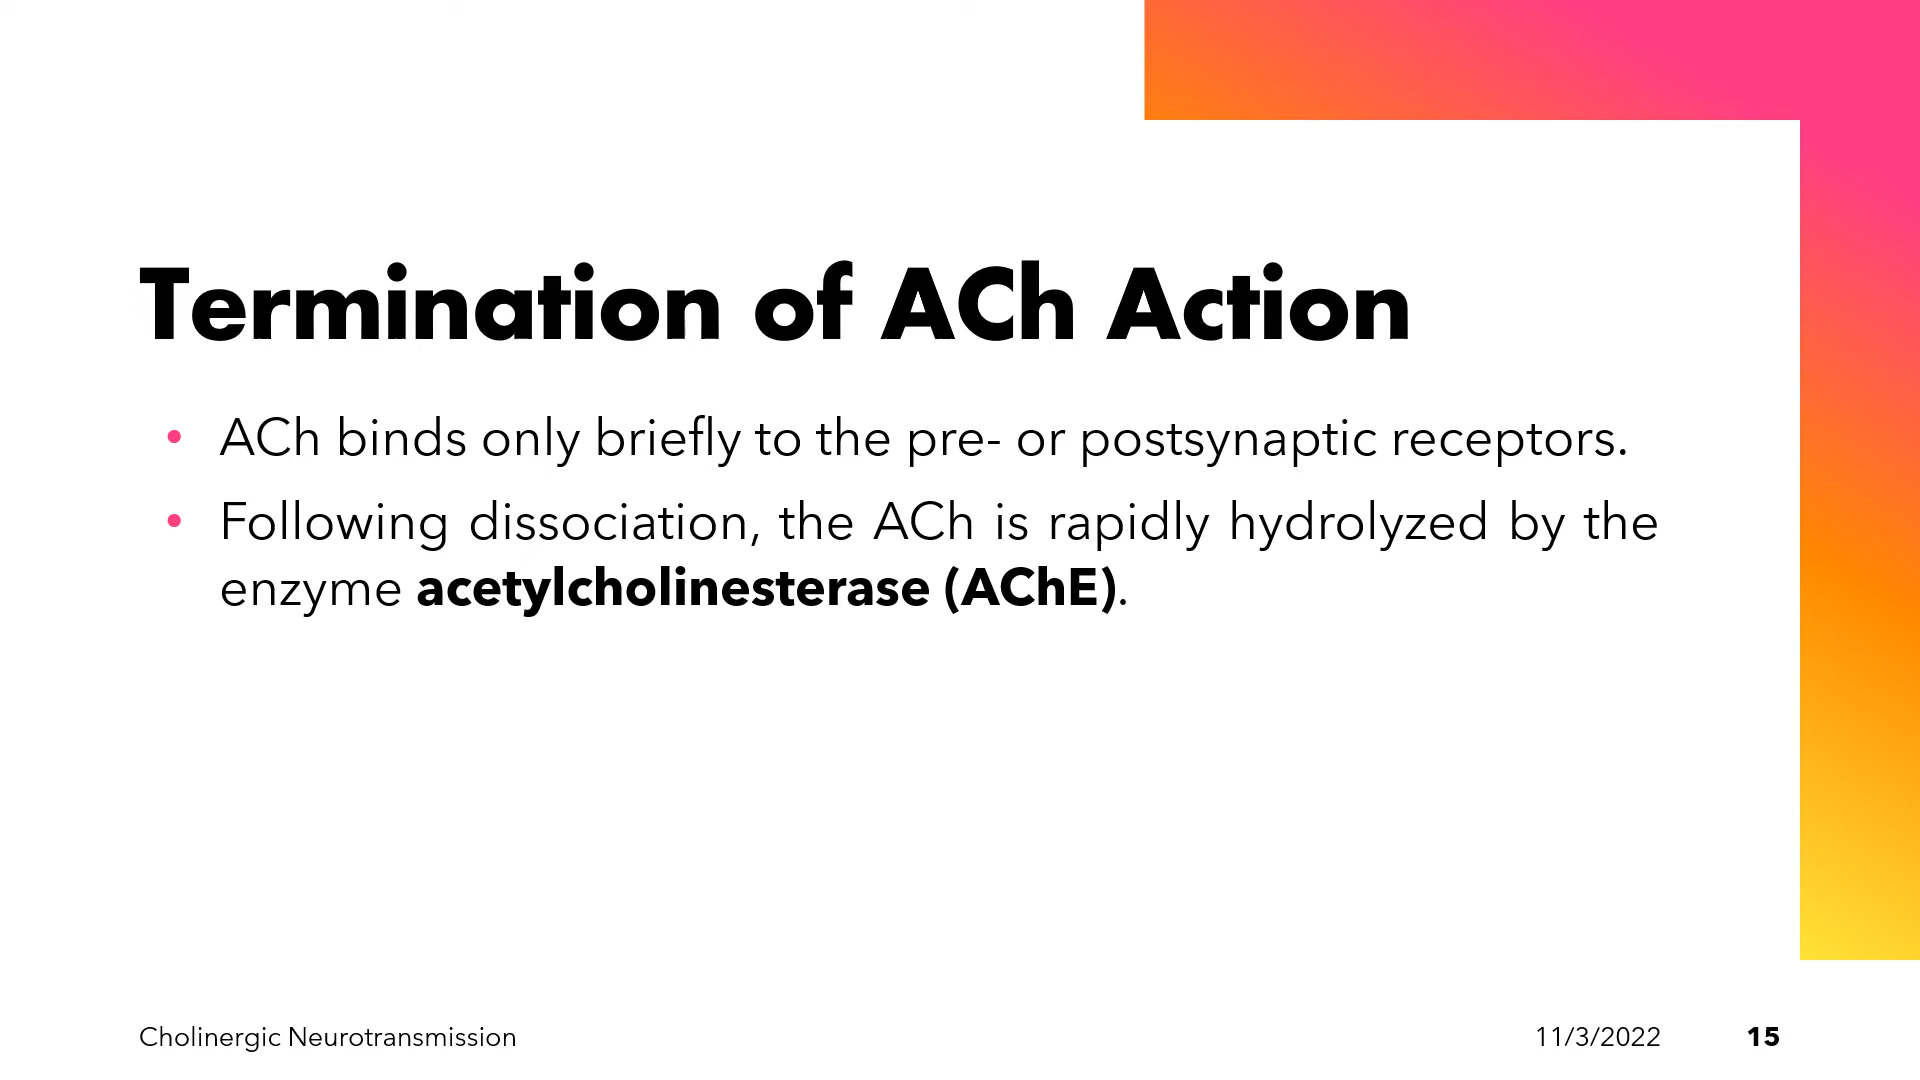 Termination of ACh Action
• ACh binds only briefly to the pre- or postsynaptic receptors.
• Following dissociation, the ACh is rapidly hydrolyzed by the
enzyme acetylcholinesterase (AChE).
Cholinergic Neurotransmission
11/3/2022
15